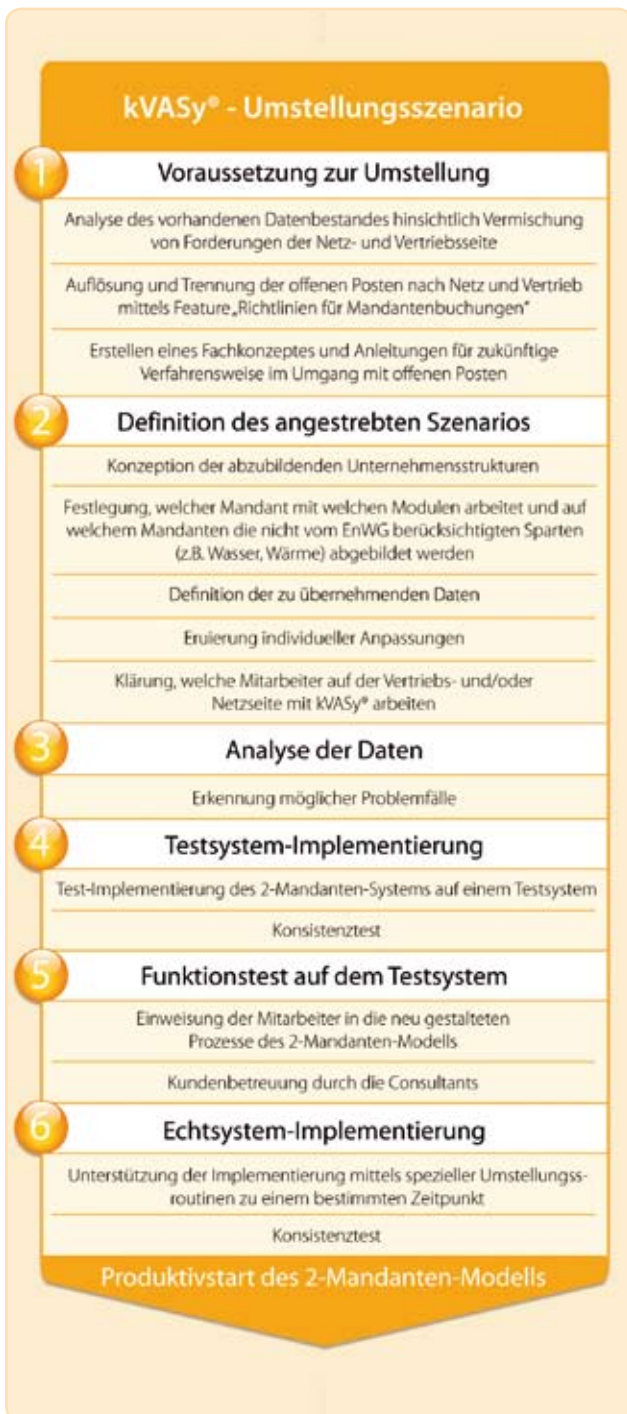 kVASy® - Umstellungsszenario
1 Voraussetzung zur Umstellung
Analyse des vorhandenen Datenbestandes hinsichtlich Vermischung
von Forderungen der Netz- und Vertriebsseite
Auflösung und Trennung der offenen Posten nach Netz und Vertrieb
mittels Feature „Richtlinien für Mandantenbuchungen"
Erstellen eines Fachkonzeptes und Anleitungen für zukünftige
Verfahrensweise im Umgang mit offenen Posten
2 Definition des angestrebten Szenarios
Konzeption der abzubildenden Unternehmensstrukturen
Festlegung, welcher Mandant mit welchen Modulen arbeitet und auf
welchem Mandanten die nicht vom EnWG berücksichtigten Sparten
(z.B. Wasser, Wärme) abgebildet werden
Definition der zu übernehmenden Daten
Eruierung individueller Anpassungen
Klärung, welche Mitarbeiter auf der Vertriebs- und/oder
Netzseite mit kVASy® arbeiten
3 Analyse der Daten
Erkennung möglicher Problemfälle
4 Testsystem-Implementierung
Test-Implementierung des 2-Mandanten-Systems auf einem Testsystem
Konsistenztest
5 Funktionstest auf dem Testsystem
Einweisung der Mitarbeiter in die neu gestalteten
Prozesse des 2-Mandanten-Modells
Kundenbetreuung durch die Consultants
6 Echtsystem-Implementierung
Unterstützung der Implementierung mittels spezieller Umstellungss-
routinen zu einem bestimmten Zeitpunkt
Konsistenztest
Produktivstart des 2-Mandanten-Modells